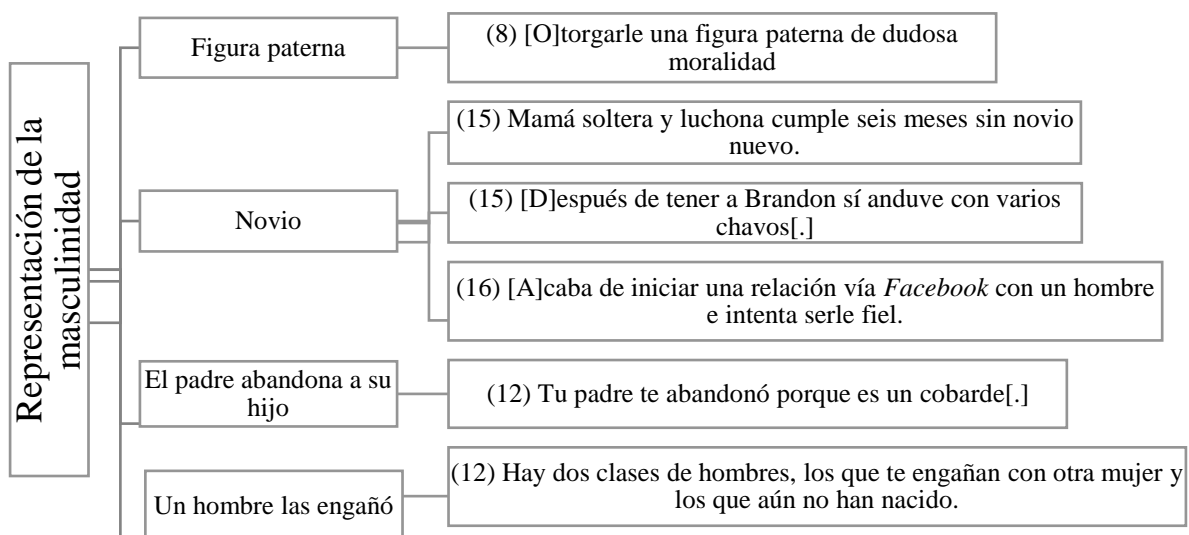 Representación de la
masculinidad
Figura paterna
(8) [O]torgarle una figura paterna de dudosa
moralidad
Novio
(15) Mamá soltera y luchona cumple seis meses sin novio
nuevo.
(15) [D]espués de tener a Brandon sí anduve con varios
chavos[.]
(16) [A]caba de iniciar una relación vía Facebook con un hombre
e intenta serle fiel.
El padre abandona a su
hijo
(12) Tu padre te abandonó porque es un cobarde[.]
Un hombre las engañó
(12) Hay dos clases de hombres, los que te engañan con otra mujer y
los que aún no han nacido.